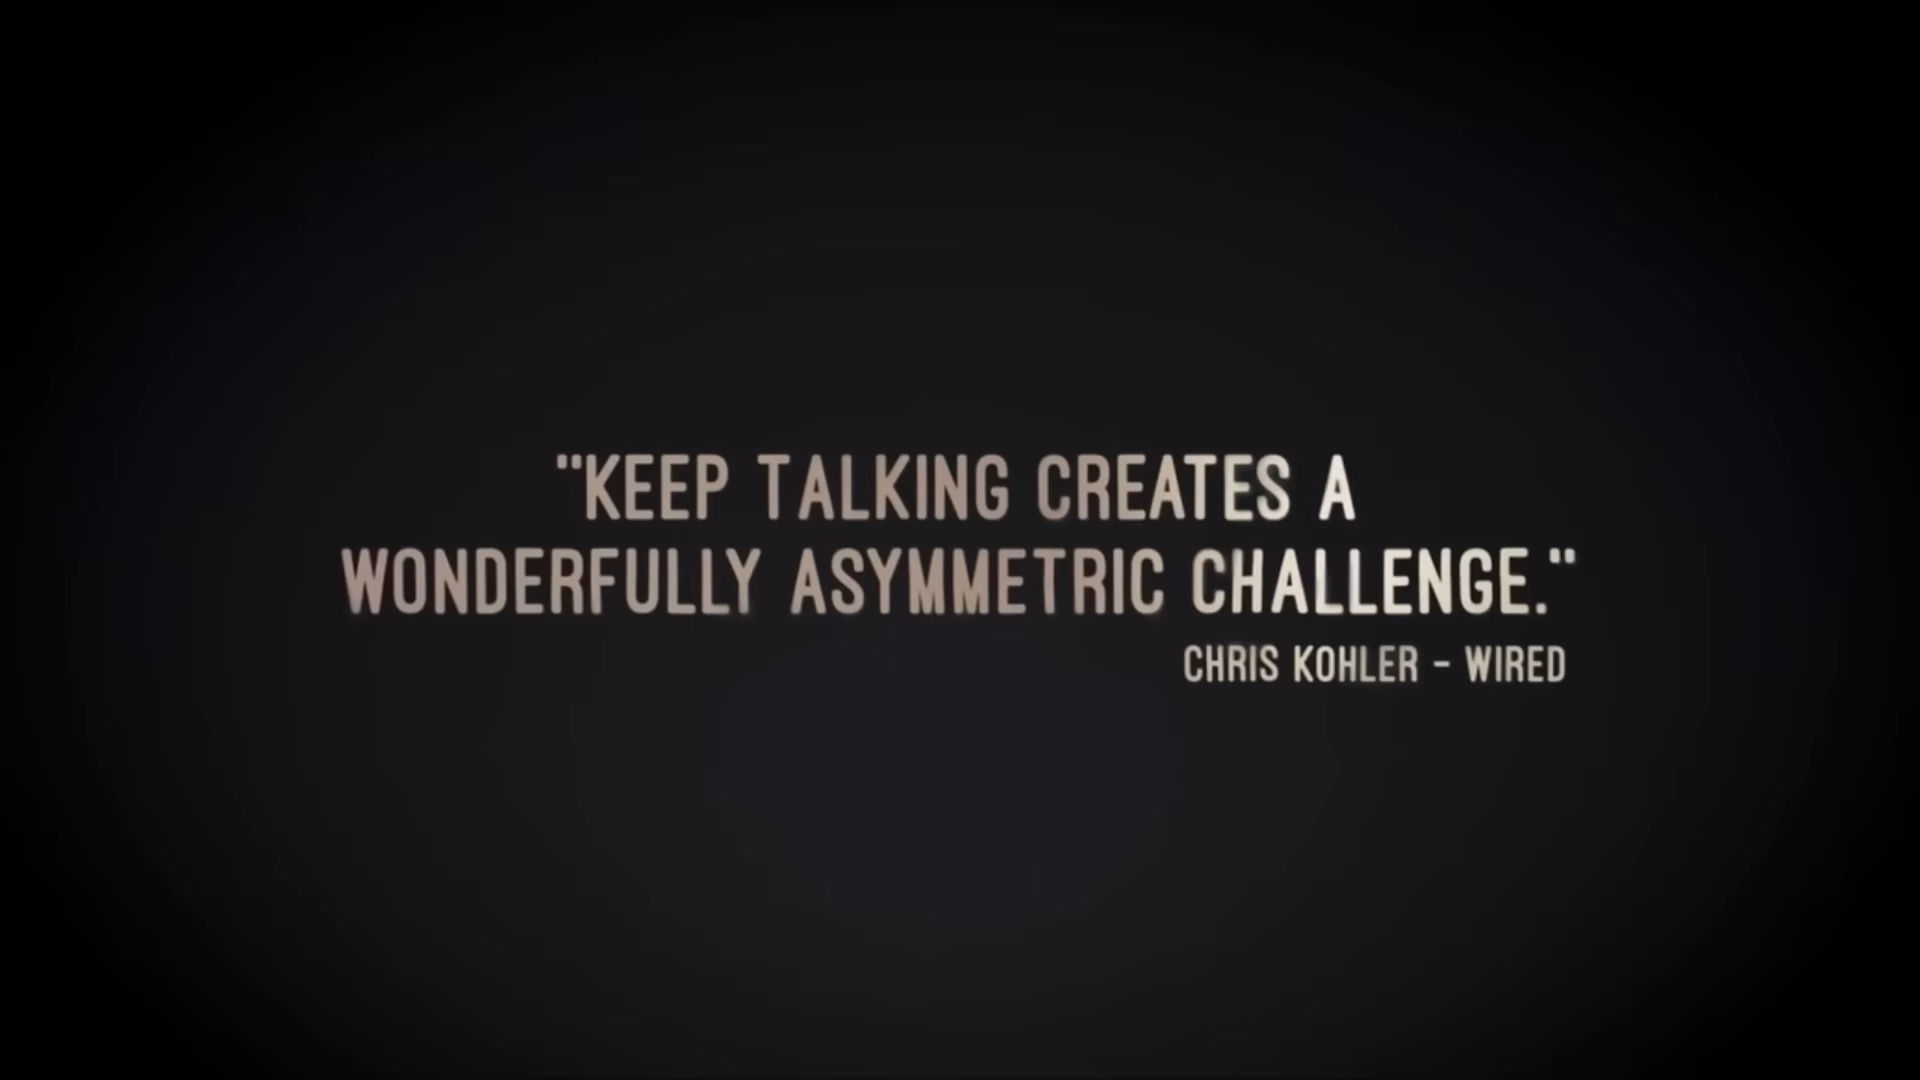 "KEEP TALKING CREATES A
WONDERFULLY ASYMMETRIC CHALLENGE."
CHRIS KOHLER - WIRED